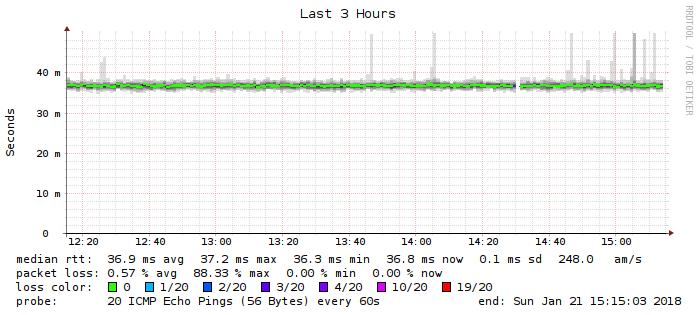 Last 3 Hours
RRDTOOL / TOBI OETIKER
Seconds
40 m
30 m
20 m
10 m
0
12:20 12:40 13:00 13:20 13:40 14:00 14:20 14:40 15:00
median rtt: 36.9 ms avg 37.2 ms max 36.3 ms min 36.8 ms now 0.1 ms sd 248.0 am/s
packet loss: 0.57 % avg 88.33 % max 0.00 % min 0.00 % now
loss color: 0 1/20 2/20 3/20 4/20 10/20 19/20
probe: 20 ICMP Echo Pings (56 Bytes) every 60s end: Sun Jan 21 15:15:03 2018